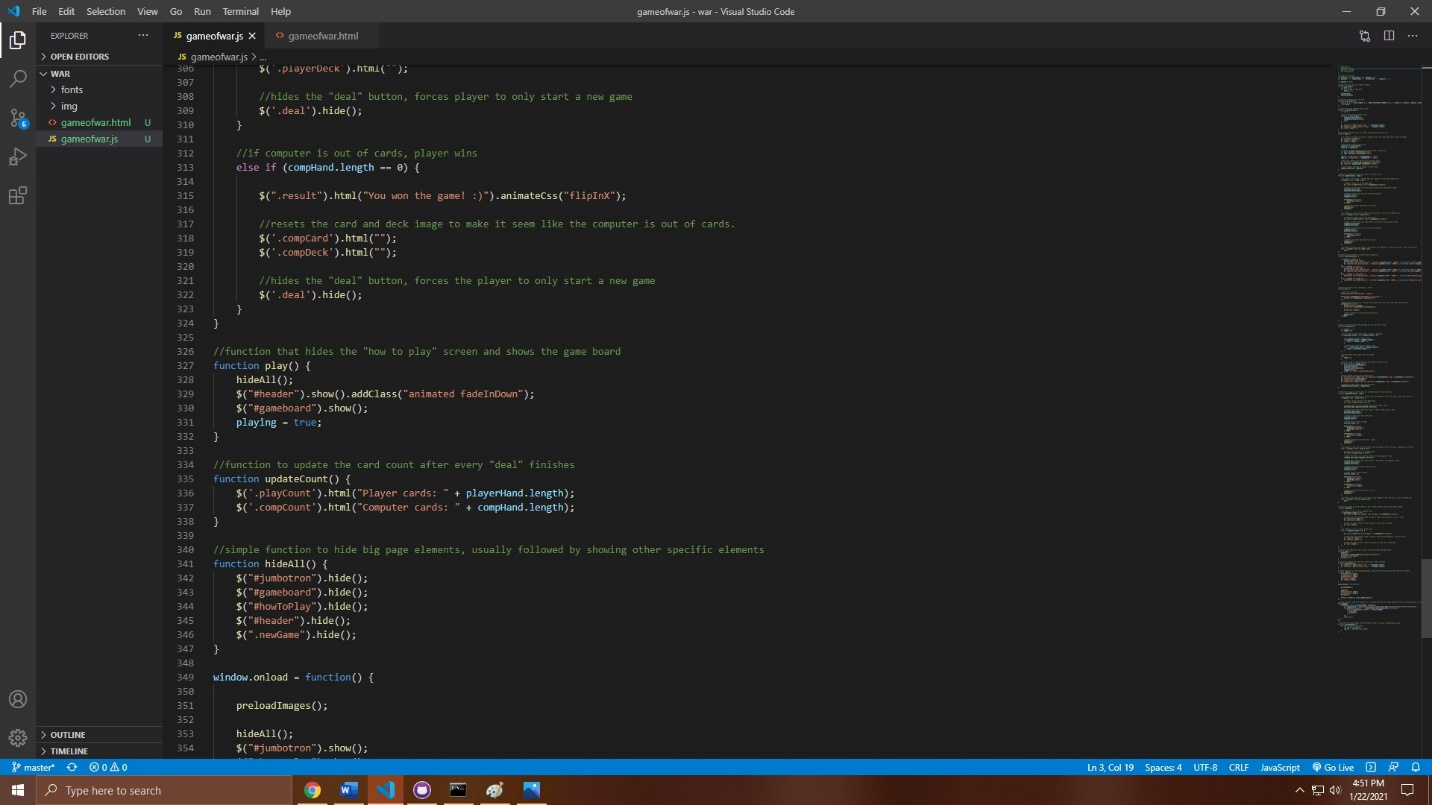 File Edit Selection View Go Run Terminal Help
gameofwar.js - war - Visual Studio Code
EXPLORER
OPEN EDITORS
WAR
fonts
img
gameofwar.html U
JS gameofwar.js U
6
OUTLINE
TIMELINE
JS gameofwar.js
gameofwar.html
JS gameofwar.js > ...
306 $('.playerDeck').html("");
307
308 //hides the "deal" button, forces player to only start a new game
309 $('.deal').hide();
310 }
311
312 //if computer is out of cards, player wins
313 else if (compHand.length == 0) {
314
315 $(".result").html("You won the game! :)").animateCss("flipInX");
316
317 //resets the card and deck image to make it seem like the computer is out of cards.
318 $('.compCard').html("");
319 $('.compDeck').html("");
320
321 //hides the "deal" button, forces the player to only start a new game
322 $('.deal').hide();
323 }
324 }
325
326 //function that hides the "how to play" screen and shows the game board
327 function play() {
328 hideAll();
329 $("#header").show().addClass("animated fadeInDown");
330 $("#gameboard").show();
331 playing = true;
332 }
333
334 //function to update the card count after every "deal" finishes
335 function updateCount() {
336 $('.playCount').html("Player cards: " + playerHand.length);
337 $('.compCount').html("Computer cards: " + compHand.length);
338 }
339
340 //simple function to hide big page elements, usually followed by showing other specific elements
341 function hideAll() {
342 $("#jumbotron").hide();
343 $("#gameboard").hide();
344 $("#howToPlay").hide();
345 $("#header").hide();
346 $(".newGame").hide();
347 }
348
349 window.onload = function() {
350
351 preloadImages();
352
353 hideAll();
354 $("#jumbotron").show();
master* 0 0
Ln 3, Col 19 Spaces: 4 UTF-8 CRLF JavaScript Go Live
Type here to search
4:51 PM
1/22/2021